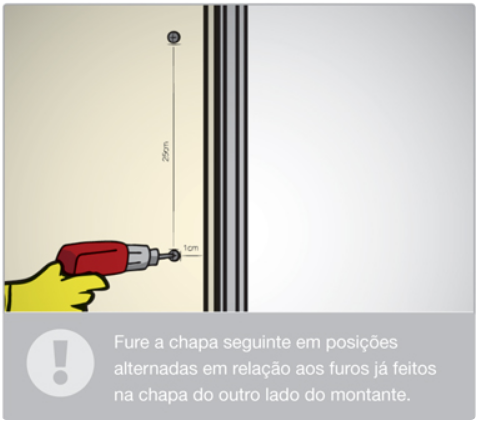 25cm
1cm
Fure a chapa seguinte em posições
alternadas em relação aos furos já feitos
na chapa do outro lado do montante.